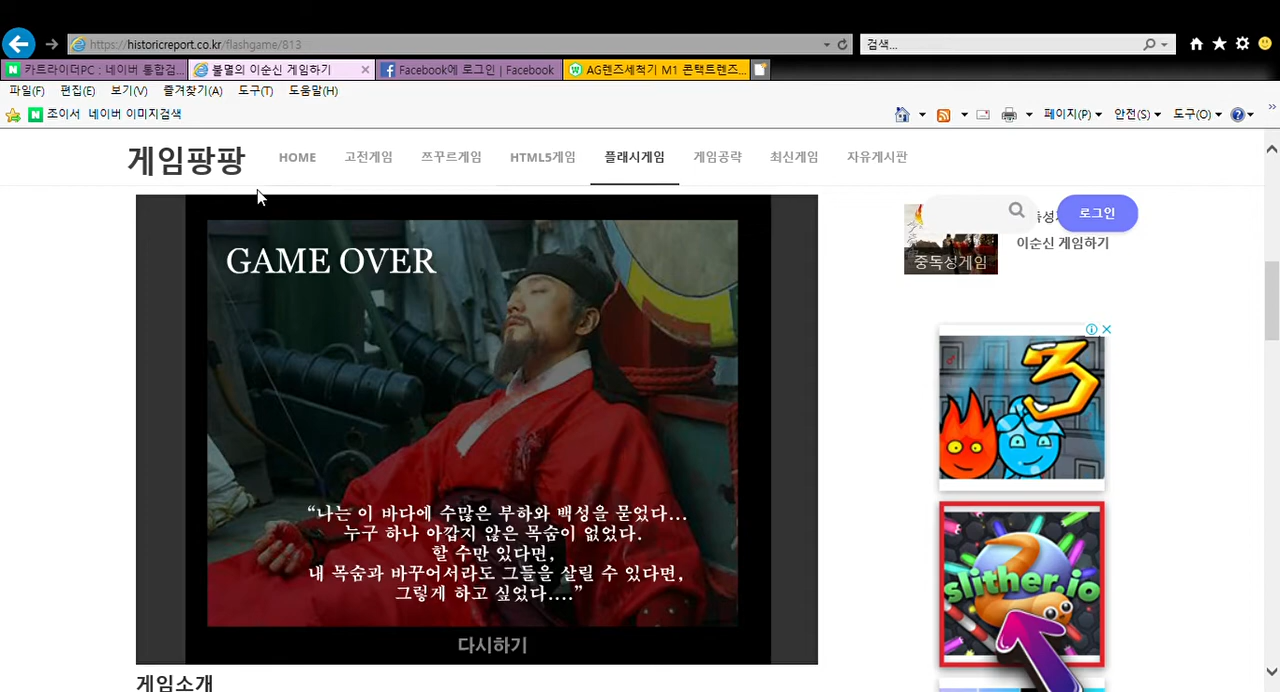 https://historicreport.co.kr/flashgame/813
검색...
카트라이더PC : 네이버 통합검...
불멸의 이순신 게임하기
Facebook에 로그인 | Facebook
AG렌즈세척기 M1 콘택트렌즈...
파일(F) 편집(E) 보기(V) 즐겨찾기(A) 도구(T) 도움말(H)
조이서 네이버 이미지검색
페이지(P) 안전(S) 도구(O)
게임팡팡
HOME 고전게임 쯔꾸르게임 HTML5게임 플래시게임 게임공략 최신게임 자유게시판
로그인
이순신 게임하기
중독성게임
GAME OVER
“나는 이 바다에 수많은 부하와 백성을 묻었다...
누구 하나 아깝지 않은 목숨이 없었다.
할 수만 있다면,
내 목숨과 바꾸어서라도 그들을 살릴 수 있다면,
그렇게 하고 싶었다....”
다시하기
3
slither.io
게임소개